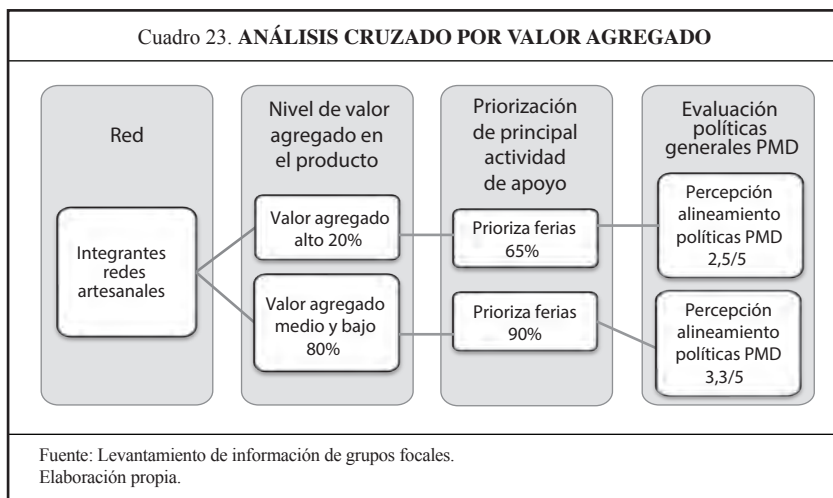 Cuadro 23. ANÁLISIS CRUZADO POR VALOR AGREGADO
Red
Integrantes
redes
artesanales
Nivel de valor
agregado en
el producto
Valor agregado
alto 20%
Valor agregado
medio y bajo
80%
Priorización
de principal
actividad
de apoyo
Prioriza ferias
65%
Prioriza ferias
90%
Evaluación
políticas
generales PMD
Percepción
alineamiento
políticas PMD
2,5/5
Percepción
alineamiento
políticas PMD
3,3/5
Fuente: Levantamiento de información de grupos focales.
Elaboración propia.